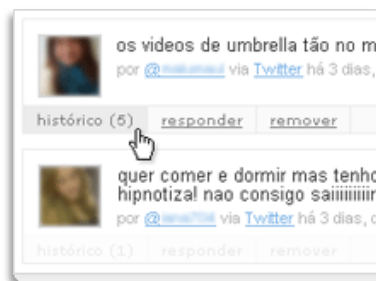 os videos de umbrella tão no m
por @ via Twitter há 3 dias,
histórico (5) responder remover
quer comer e dormir mas tenho
hipnotiza! nao consigo saiiiiiiiiiir
por @ via Twitter há 3 dias,
histórico (1) responder remover